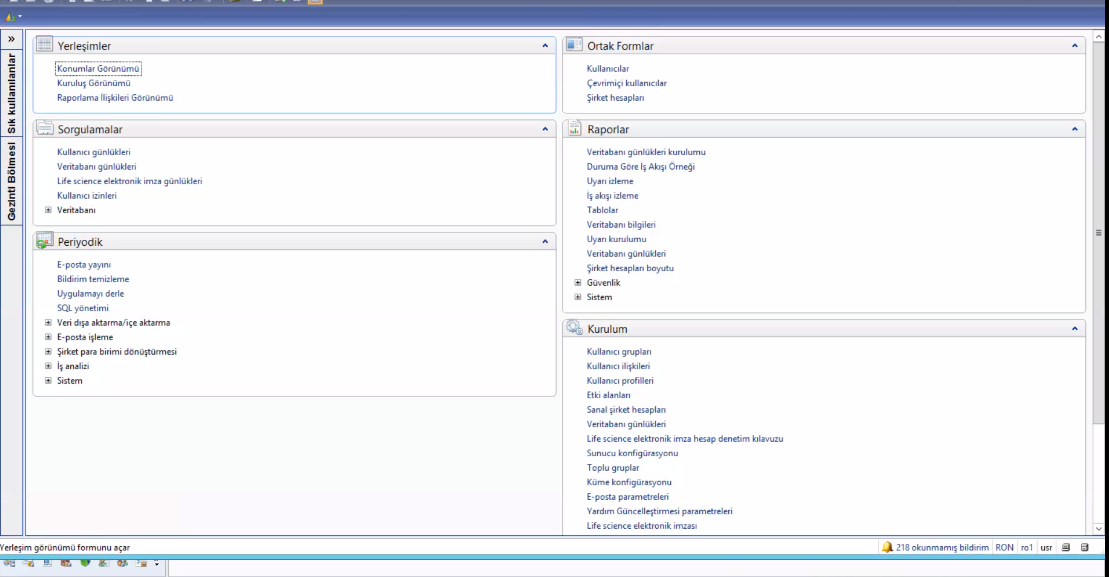 »
Sık kullanılanlar
Gezinti Bölmesi
Yerleşimler
Konumlar Görünümü
Kuruluş Görünümü
Raporlama İlişkileri Görünümü
Sorgulamalar
Kullanıcı günlükleri
Veritabanı günlükleri
Life science elektronik imza günlükleri
Kullanıcı izinleri
Veritabanı
Periyodik
E-posta yayını
Bildirim temizleme
Uygulamayı derle
SQL yönetimi
Veri dışa aktarma/içe aktarma
E-posta işleme
Şirket para birimi dönüştürmesi
İş analizi
Sistem
Ortak Formlar
Kullanıcılar
Çevrimiçi kullanıcılar
Şirket hesapları
Raporlar
Veritabanı günlükleri kurulumu
Duruma Göre İş Akışı Örneği
Uyarı izleme
İş akışı izleme
Tablolar
Veritabanı bilgileri
Uyarı kurulumu
Veritabanı günlükleri
Şirket hesapları boyutu
Güvenlik
Sistem
Kurulum
Kullanıcı grupları
Kullanıcı ilişkileri
Kullanıcı profilleri
Etki alanları
Sanal şirket hesapları
Veritabanı günlükleri
Life science elektronik imza hesap denetim kılavuzu
Sunucu konfigürasyonu
Toplu gruplar
Küme konfigürasyonu
E-posta parametreleri
Yardım Güncelleştirmesi parametreleri
Life science elektronik imzası
Yerleşim görünümü formunu açar
218 okunmamış bildirim RON ro1 usr